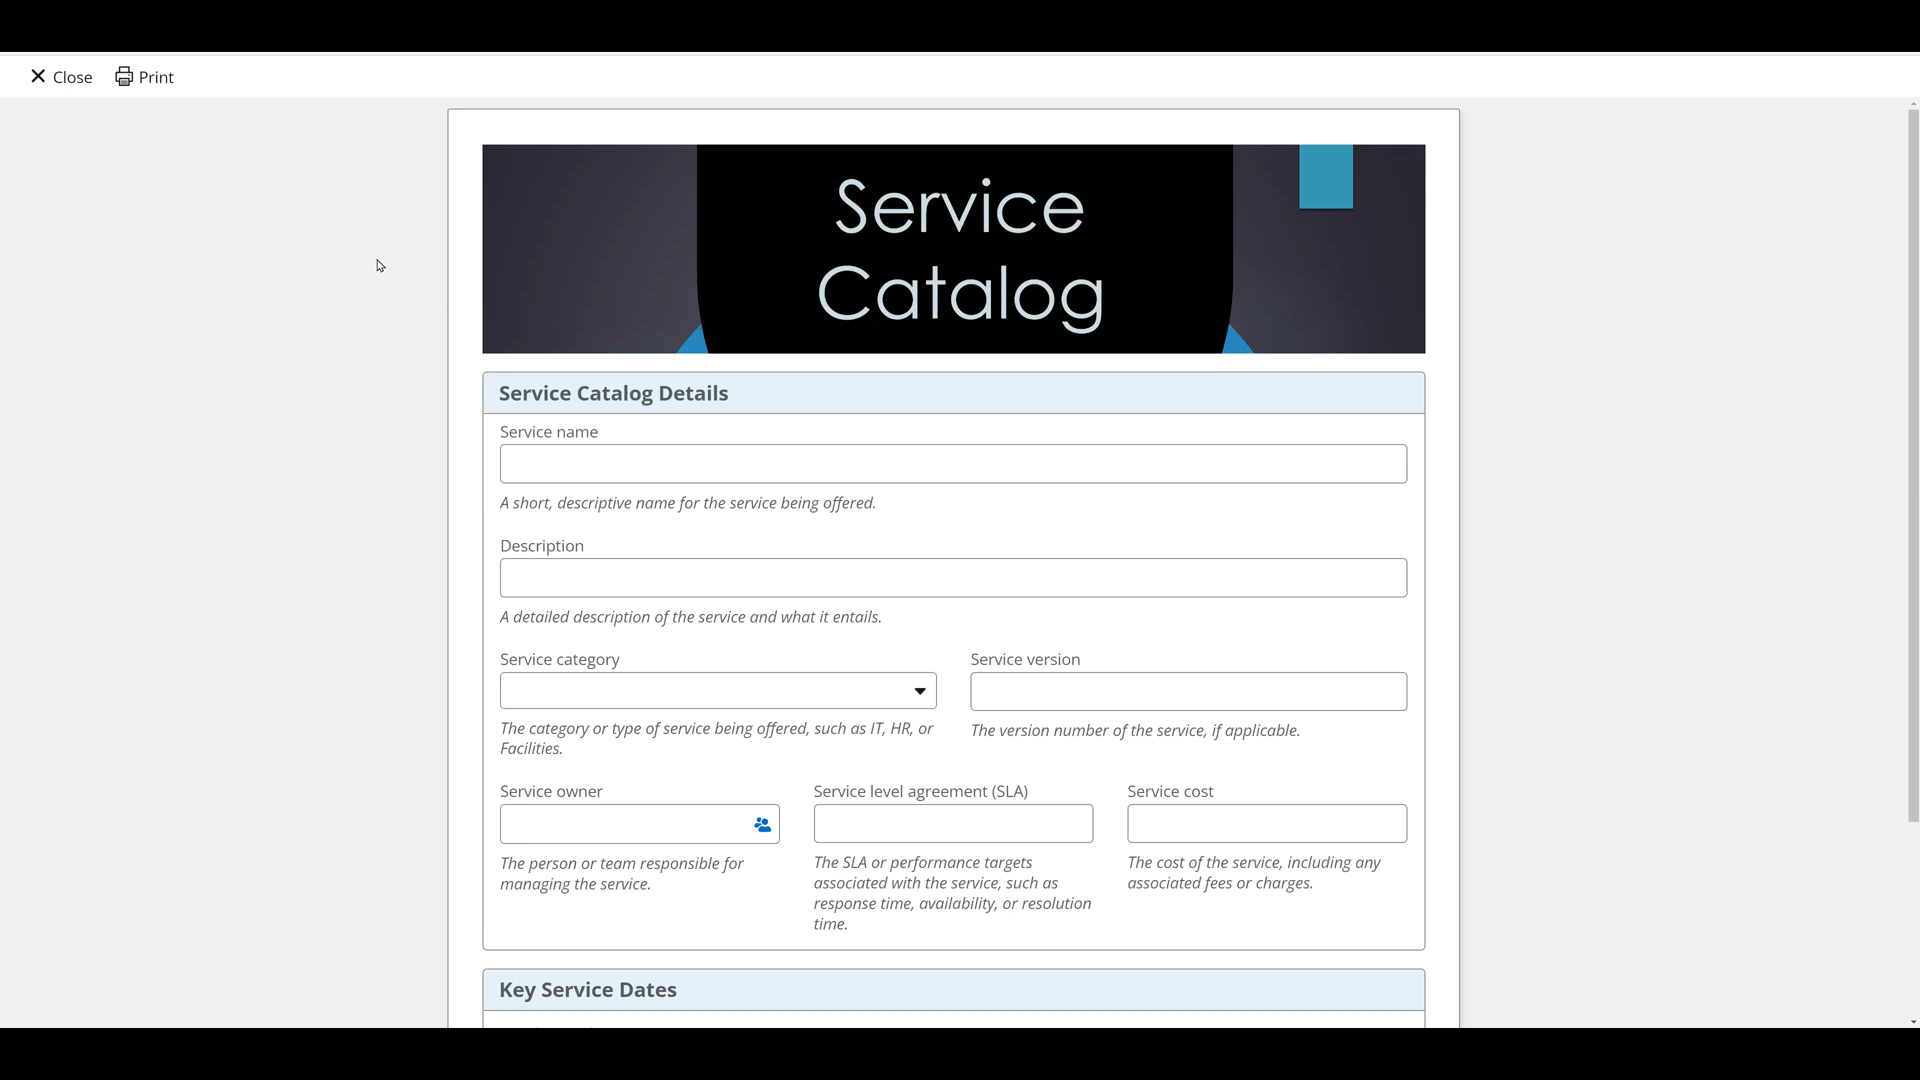 Close Print
Service
Catalog
Service Catalog Details
Service name
A short, descriptive name for the service being offered.
Description
A detailed description of the service and what it entails.
Service category
The category or type of service being offered, such as IT, HR, or
Facilities.
Service version
The version number of the service, if applicable.
Service owner
The person or team responsible for
managing the service.
Service level agreement (SLA)
The SLA or performance targets
associated with the service, such as
response time, availability, or resolution
time.
Service cost
The cost of the service, including any
associated fees or charges.
Key Service Dates